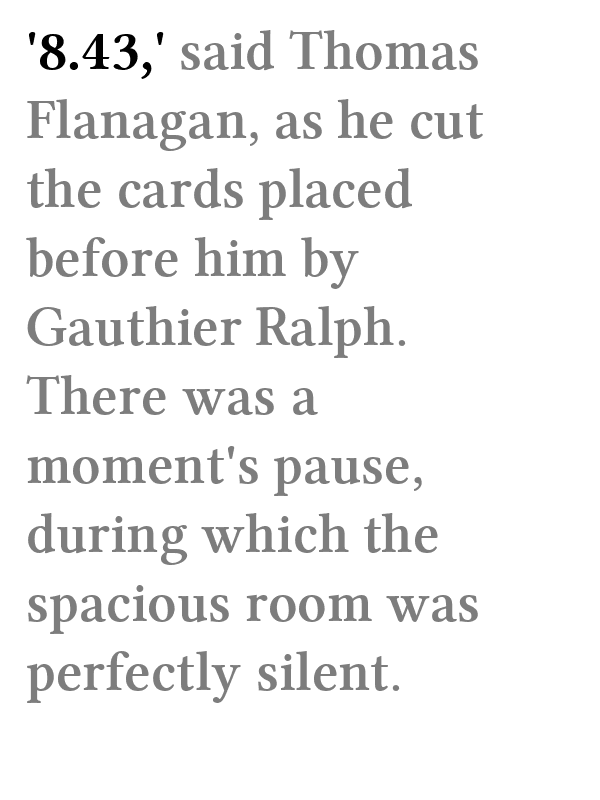 '8.43,' said Thomas
Flanagan, as he cut
the cards placed
before him by
Gauthier Ralph.
There was a
moment's pause,
during which the
spacious room was
perfectly silent.